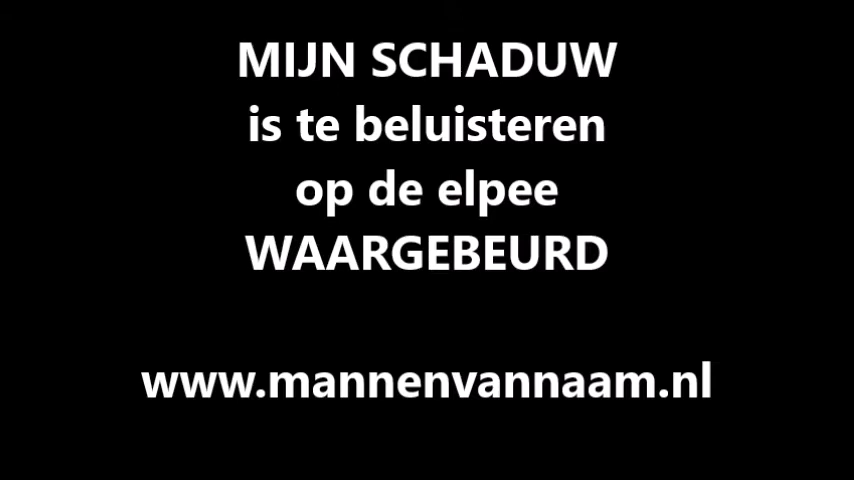 MIJN SCHADUW
is te beluisteren
op de elpee
WAARGEBEURD
www.mannenvannaam.nl